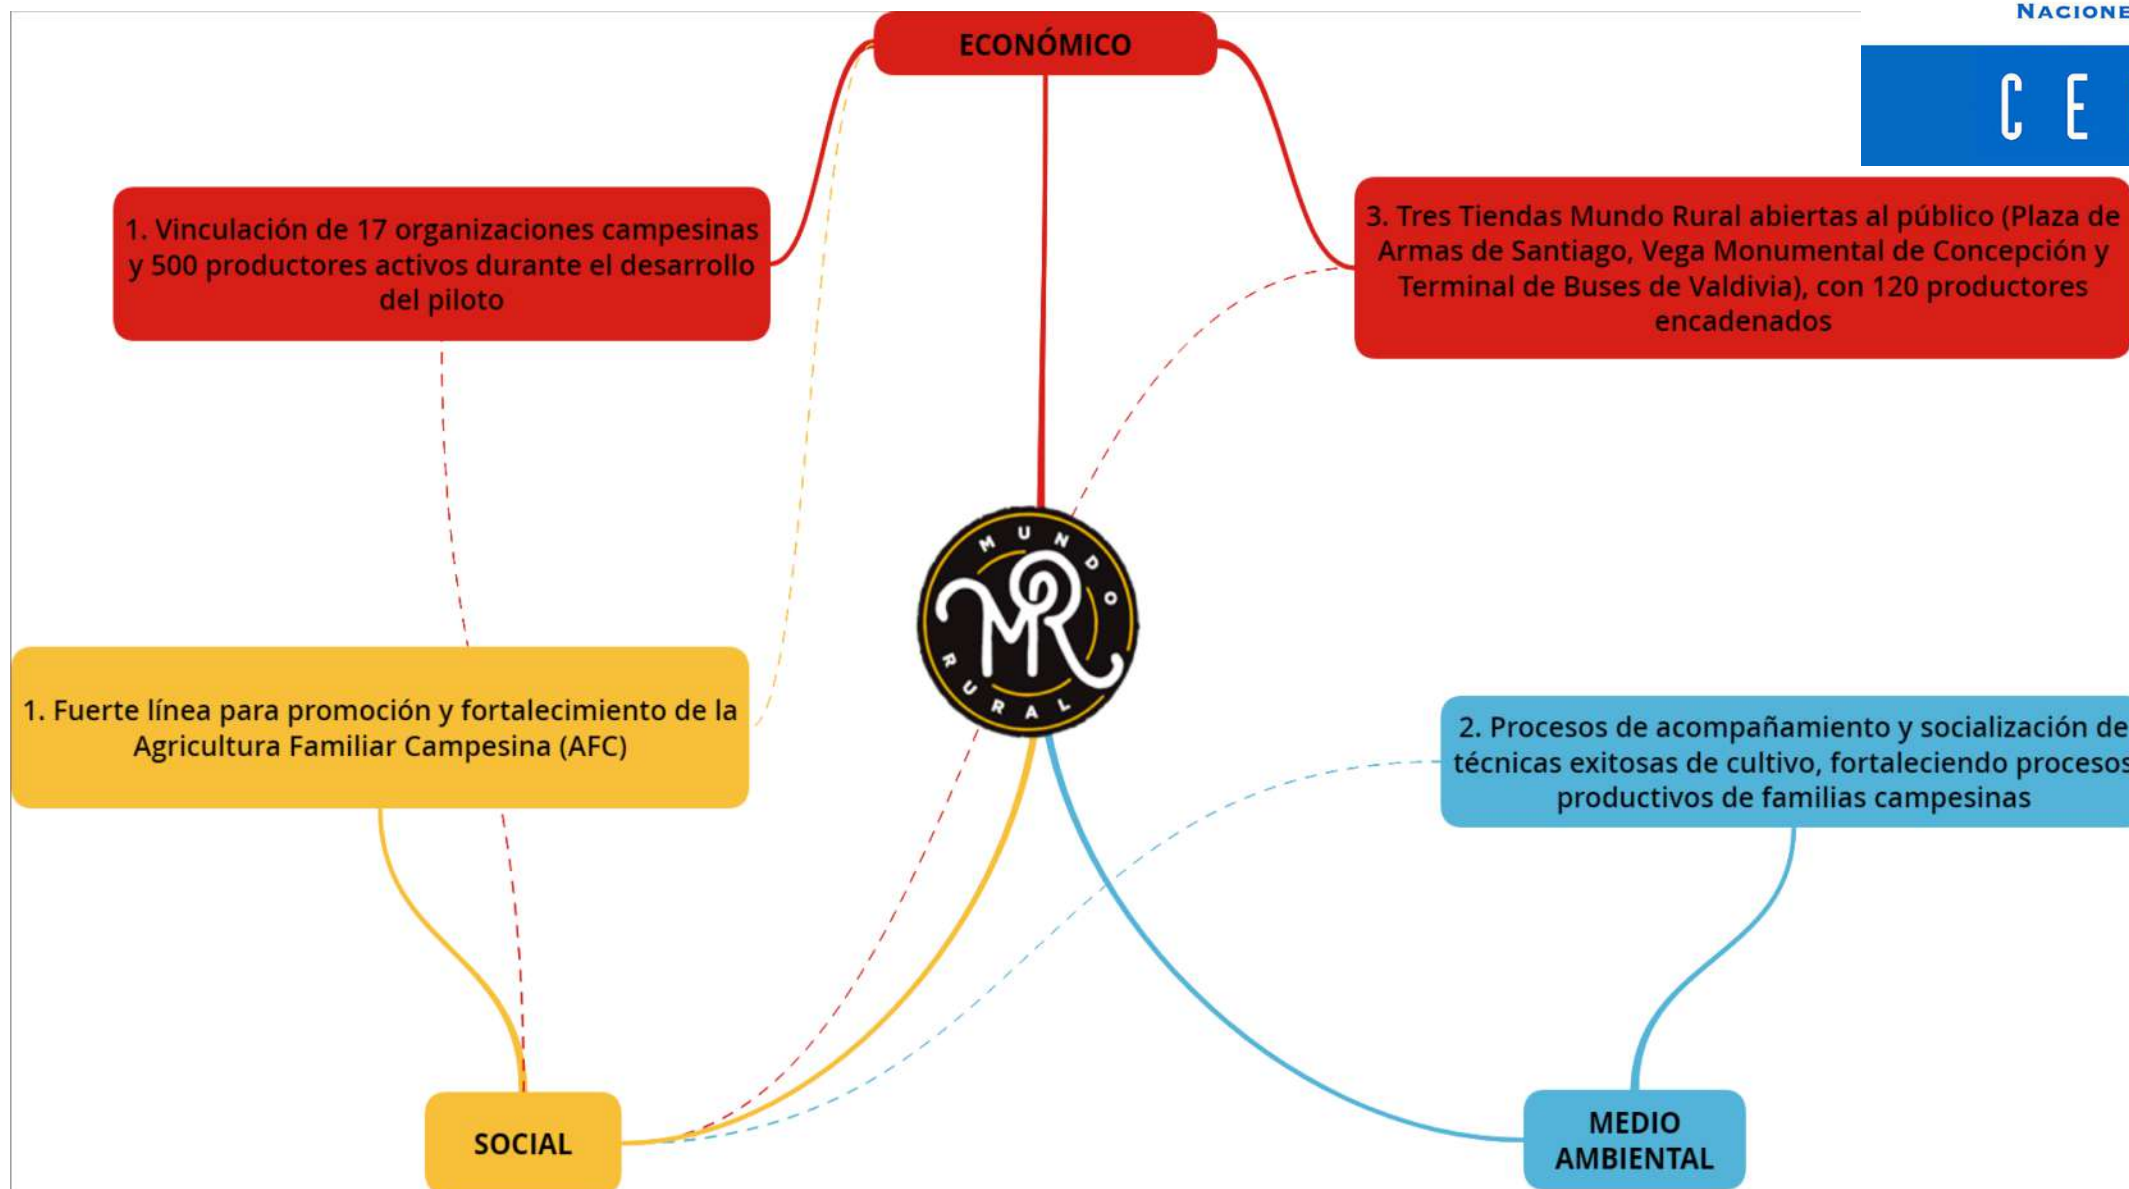 NACIONE
C E
ECONÓMICO
1. Vinculación de 17 organizaciones campesinas
y 500 productores activos durante el desarrollo
del piloto
3. Tres Tiendas Mundo Rural abiertas al público (Plaza de
Armas de Santiago, Vega Monumental de Concepción y
Terminal de Buses de Valdivia), con 120 productores
encadenados
MUNDO
MR
RURAL
1. Fuerte línea para promoción y fortalecimiento de la
Agricultura Familiar Campesina (AFC)
2. Procesos de acompañamiento y socialización de
técnicas exitosas de cultivo, fortaleciendo procesos
productivos de familias campesinas
SOCIAL
MEDIO
AMBIENTAL